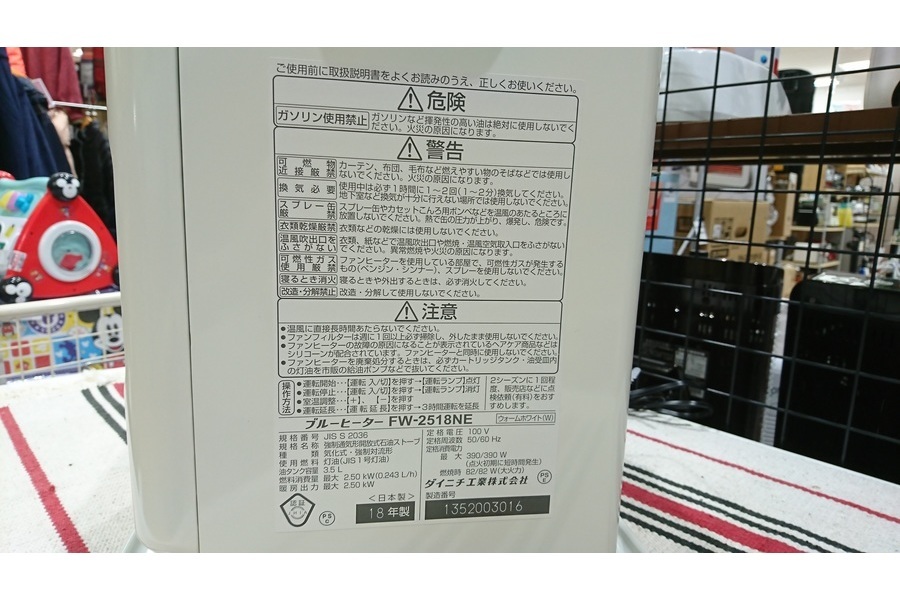 ご使用前に取扱説明書をよくお読みのうえ、正しくお使いください。
危険
ガソリン使用禁止 ガソリンなど揮発性の高い油は絶対に使用しないでく
ださい。火災の原因になります。
警告
可燃物近接厳禁 カーテン、布団、毛布など燃えやすい物のそばなどでは使用し
ないでください。火災の原因になります。
換気必要 使用中は必ず1時間に1〜2回(1〜2分)換気してください。
地下室など換気が十分に行えない場所では使用しないでください。
スプレー缶厳禁 スプレー缶やカセットこんろ用ボンベなどを温風のあたるところに
放置しないでください。熱で缶の圧力が上がり、爆発し、危険です。
衣類乾燥厳禁 衣類などの乾燥には使用しないでください。
温風吹出口をふさがない 衣類、紙などで温風吹出口や燃焼・温風空気取入口をふさがない
でください。異常燃焼や火災の原因になります。
可燃性ガス使用厳禁 ファンヒーターを使用している部屋で、可燃性ガスが発生する
もの(ベンジン・シンナー)、スプレーを使用しないでください。
寝るとき消火 寝るときや外出するときは、必ず消火してください。
改造・分解禁止 改造・分解して使用しないでください。
注意
●温風に直接長時間あたらないでください。
●ファンフィルターは週に1回以上必ず掃除し、外したまま使用しないでください。
●ファンヒーターの故障の原因になることが表示されているヘアケア商品などは
シリコーンが配合されています。ファンヒーターと同時に使用しないでください。
●ファンヒーターを廃棄処分するときは、必ずカートリッジタンク・油受皿内
の灯油を市販の給油ポンプなどで抜いてください。
操作方法
●運転開始…【運転 入/切】を押す→【運転ランプ】点灯
●運転停止…【運転 入/切】を押す→【運転ランプ】消灯
●室温調整…【+】、【−】を押す
●運転延長…【運転延長】を押す→3時間運転を延長
2シーズンに1回程
度、販売店などに点
検依頼(有料)をおす
すめします。
ブルーヒーター FW-2518NE ウォームホワイト(W)
規格番号 JIS S 2036
規格名称 強制通気形開放式石油ストーブ
種類 気化式・強制対流形
使用燃料 灯油(JIS1号灯油)
油タンク容量 3.5 L
燃料消費量 最大 2.50 kW(0.243 L/h)
暖房出力 最大 2.50 kW
定格電圧 100 V
定格周波数 50/60 Hz
定格消費電力
最大 390/390 W
(点火初期に短時間発生)
燃焼時 82/82 W(大火力)
ダイニチ工業株式会社
<日本製> 製造番号
18年製 1352003016
PSC